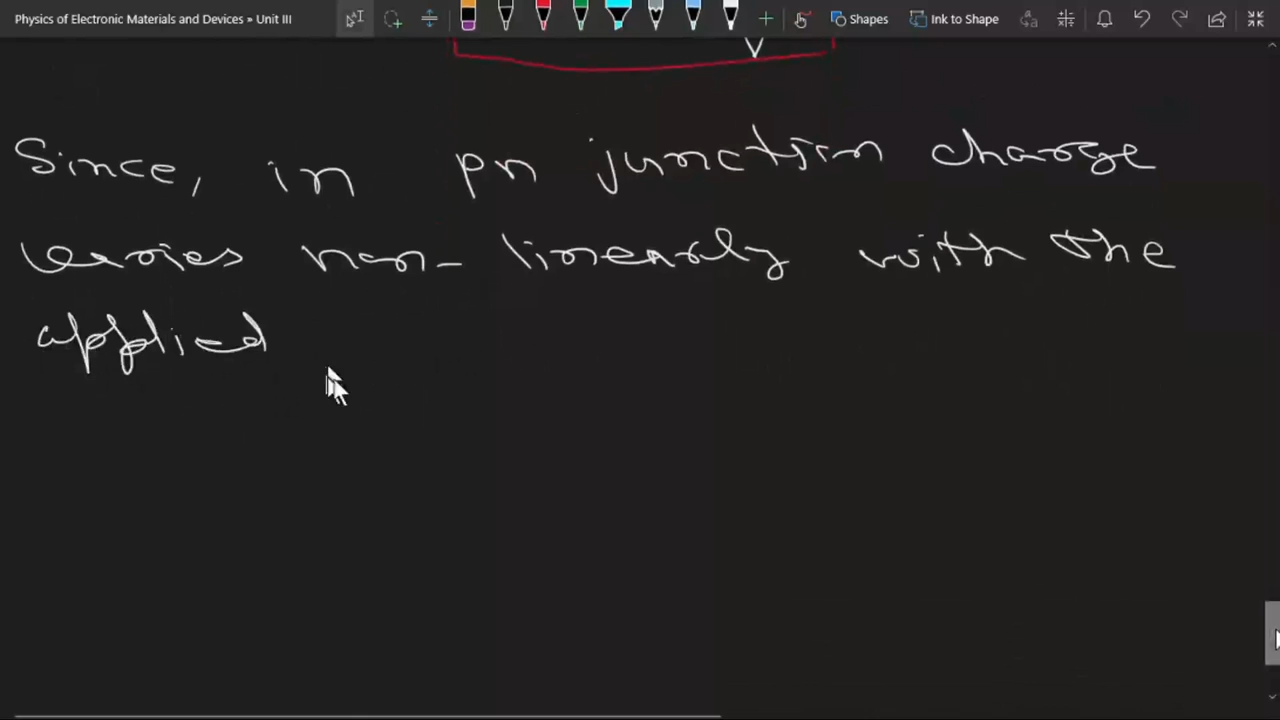 Physics of Electronic Materials and Devices » Unit III
Shapes
Ink to Shape
V
Since, in pn junction charge
varies non-linearly with the
applied